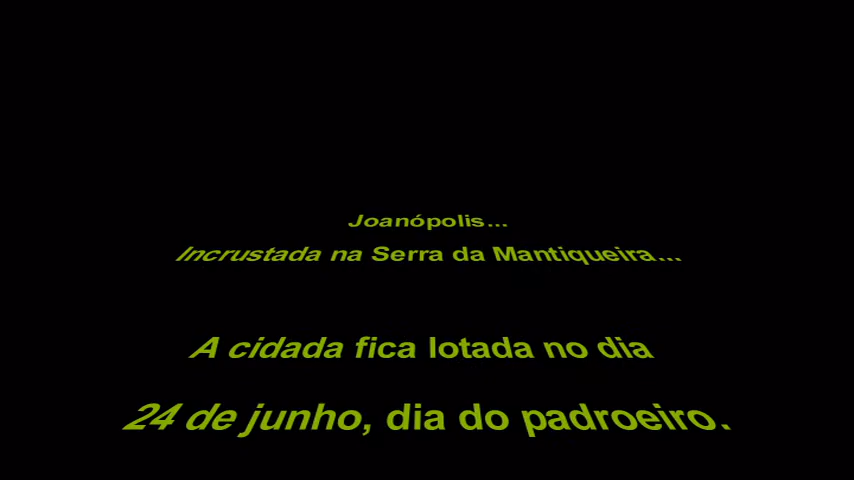 Joanópolis...
Incrustada na Serra da Mantiqueira...
A cidada fica lotada no dia
24 de junho, dia do padroeiro.